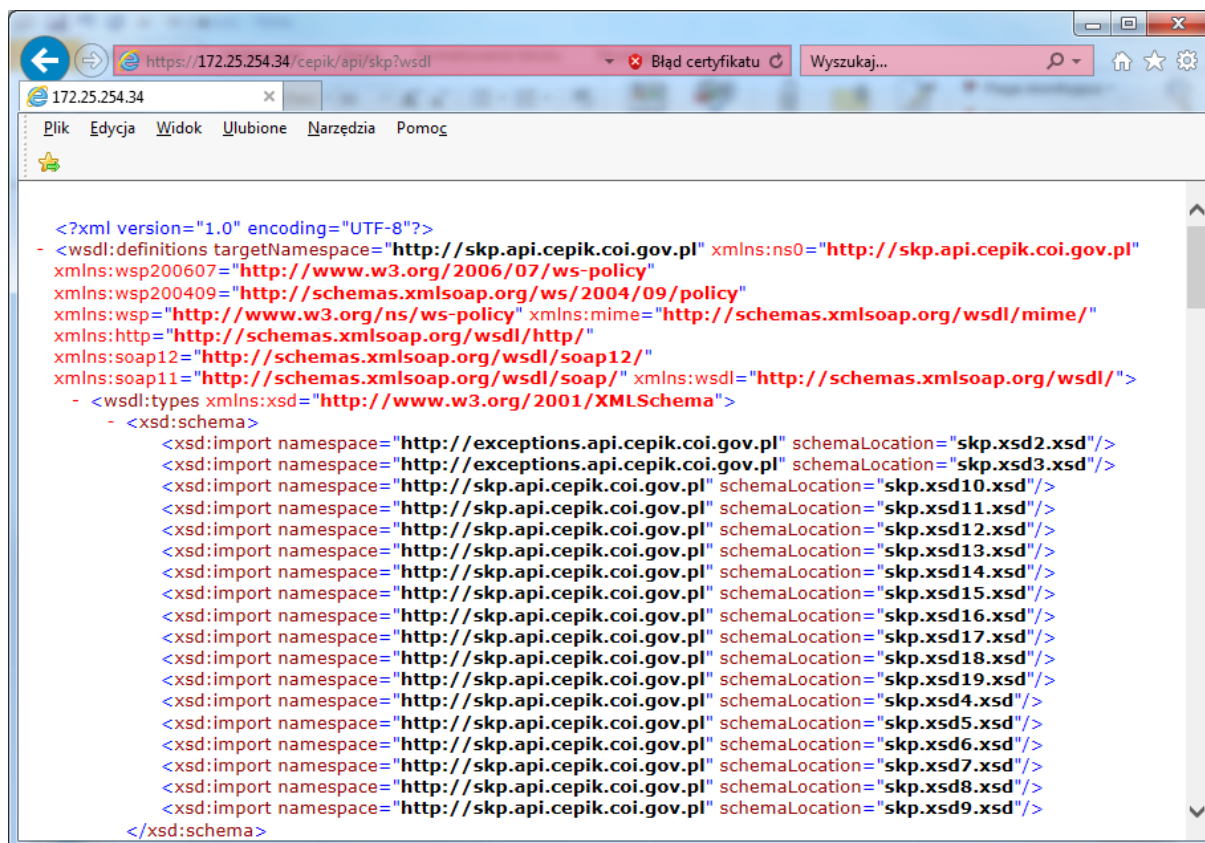 https://172.25.254.34/cepik/api/skp?wsdl
Błąd certyfikatu
Wyszukaj...
172.25.254.34
Plik Edycja Widok Ulubione Narzędzia Pomoc
<?xml version="1.0" encoding="UTF-8"?>
- <wsdl:definitions targetNamespace="http://skp.api.cepik.coi.gov.pl" xmlns:ns0="http://skp.api.cepik.coi.gov.pl"
xmlns:wsp200607="http://www.w3.org/2006/07/ws-policy"
xmlns:wsp200409="http://schemas.xmlsoap.org/ws/2004/09/policy"
xmlns:wsp="http://www.w3.org/ns/ws-policy" xmlns:mime="http://schemas.xmlsoap.org/wsdl/mime/"
xmlns:http="http://schemas.xmlsoap.org/wsdl/http/"
xmlns:soap12="http://schemas.xmlsoap.org/wsdl/soap12/"
xmlns:soap11="http://schemas.xmlsoap.org/wsdl/soap/" xmlns:wsdl="http://schemas.xmlsoap.org/wsdl/">
- <wsdl:types xmlns:xsd="http://www.w3.org/2001/XMLSchema">
- <xsd:schema>
<xsd:import namespace="http://exceptions.api.cepik.coi.gov.pl" schemaLocation="skp.xsd2.xsd"/>
<xsd:import namespace="http://exceptions.api.cepik.coi.gov.pl" schemaLocation="skp.xsd3.xsd"/>
<xsd:import namespace="http://skp.api.cepik.coi.gov.pl" schemaLocation="skp.xsd10.xsd"/>
<xsd:import namespace="http://skp.api.cepik.coi.gov.pl" schemaLocation="skp.xsd11.xsd"/>
<xsd:import namespace="http://skp.api.cepik.coi.gov.pl" schemaLocation="skp.xsd12.xsd"/>
<xsd:import namespace="http://skp.api.cepik.coi.gov.pl" schemaLocation="skp.xsd13.xsd"/>
<xsd:import namespace="http://skp.api.cepik.coi.gov.pl" schemaLocation="skp.xsd14.xsd"/>
<xsd:import namespace="http://skp.api.cepik.coi.gov.pl" schemaLocation="skp.xsd15.xsd"/>
<xsd:import namespace="http://skp.api.cepik.coi.gov.pl" schemaLocation="skp.xsd16.xsd"/>
<xsd:import namespace="http://skp.api.cepik.coi.gov.pl" schemaLocation="skp.xsd17.xsd"/>
<xsd:import namespace="http://skp.api.cepik.coi.gov.pl" schemaLocation="skp.xsd18.xsd"/>
<xsd:import namespace="http://skp.api.cepik.coi.gov.pl" schemaLocation="skp.xsd19.xsd"/>
<xsd:import namespace="http://skp.api.cepik.coi.gov.pl" schemaLocation="skp.xsd4.xsd"/>
<xsd:import namespace="http://skp.api.cepik.coi.gov.pl" schemaLocation="skp.xsd5.xsd"/>
<xsd:import namespace="http://skp.api.cepik.coi.gov.pl" schemaLocation="skp.xsd6.xsd"/>
<xsd:import namespace="http://skp.api.cepik.coi.gov.pl" schemaLocation="skp.xsd7.xsd"/>
<xsd:import namespace="http://skp.api.cepik.coi.gov.pl" schemaLocation="skp.xsd8.xsd"/>
<xsd:import namespace="http://skp.api.cepik.coi.gov.pl" schemaLocation="skp.xsd9.xsd"/>
</xsd:schema>